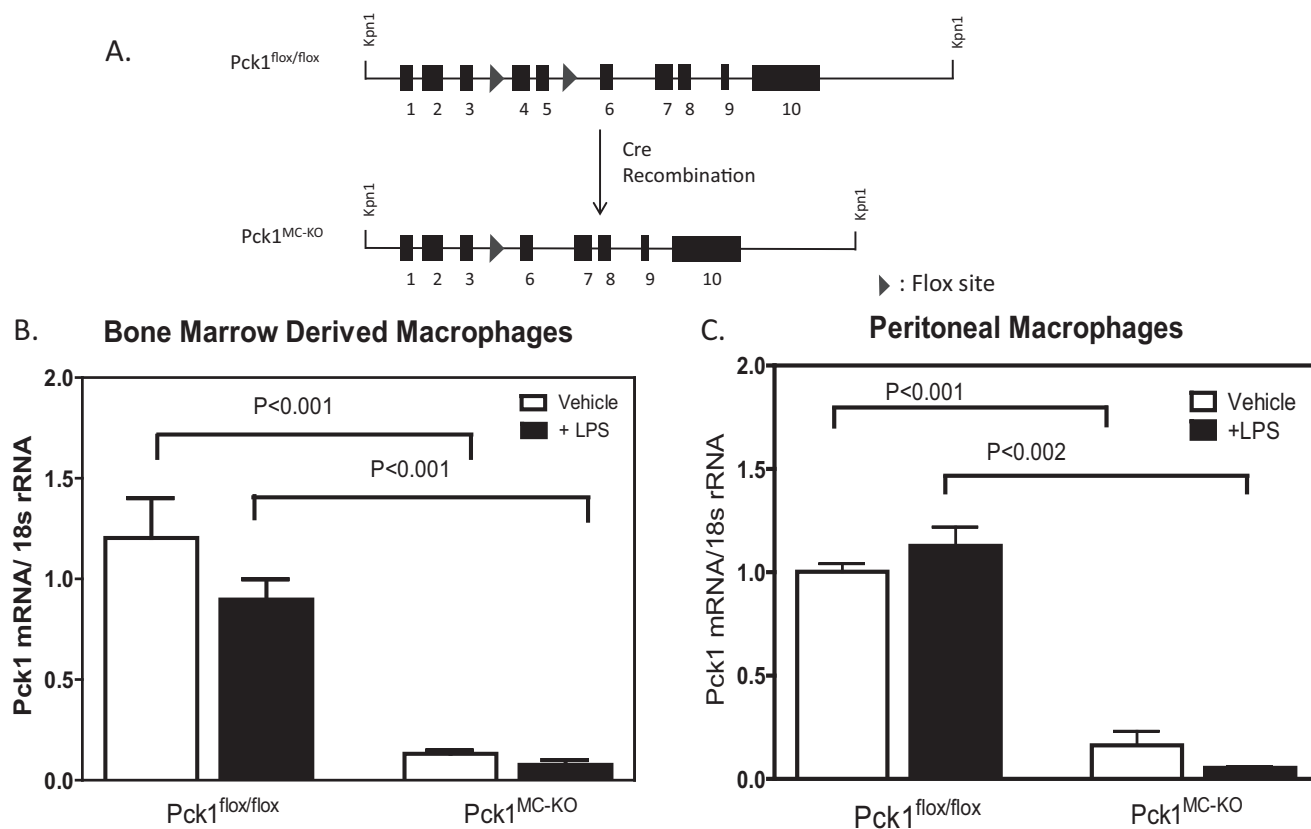 A.
Kpn1
Kpn1
Pck1flox/flox
1 2 3 4 5 6 7 8 9 10
Cre
Recombination
Kpn1
Kpn1
Pck1MC-KO
1 2 3 6 7 8 9 10
: Flox site
B.
Bone Marrow Derived Macrophages
Pck1 mRNA/ 18s rRNA
2.0
1.5
1.0
0.5
0.0
P<0.001
P<0.001
Vehicle
+ LPS
Pck1flox/flox
Pck1MC-KO
C.
Peritoneal Macrophages
Pck1 mRNA/18s rRNA
2.0
1.5
1.0
0.5
0.0
P<0.001
P<0.002
Vehicle
+LPS
Pck1flox/flox
Pck1MC-KO